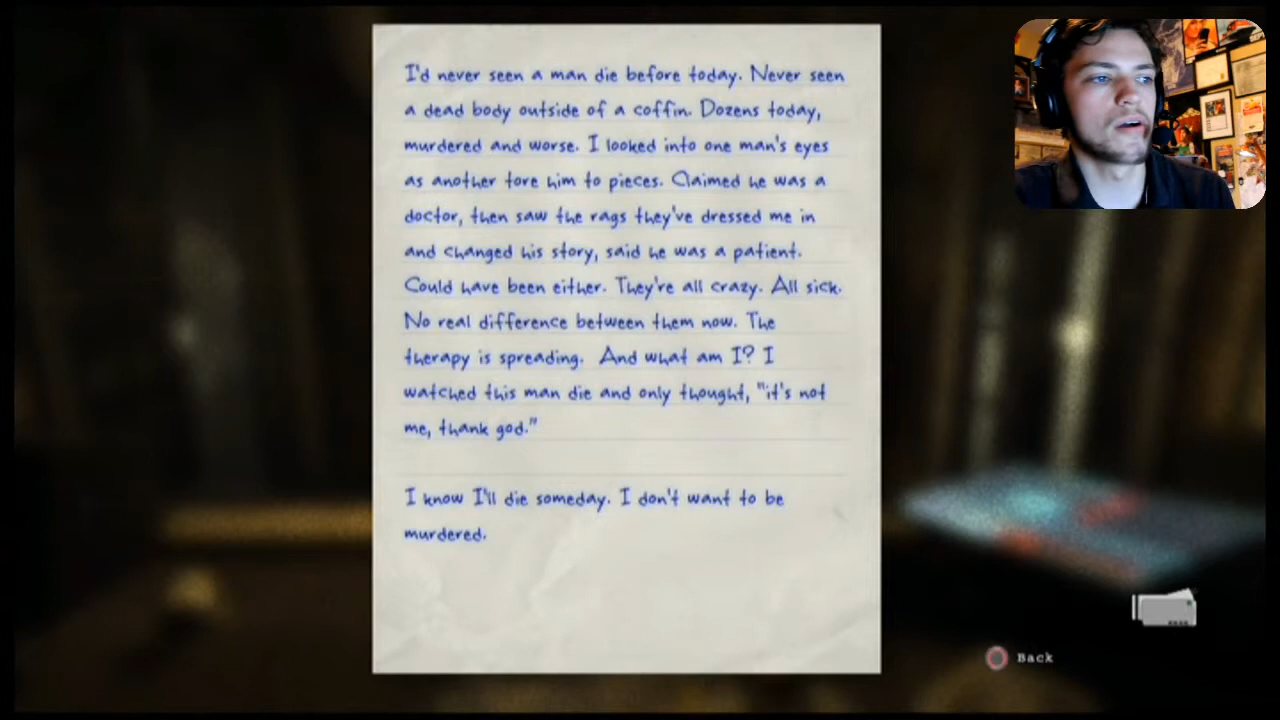 I'd never seen a man die before today. Never seen
a dead body outside of a coffin. Dozens today,
murdered and worse. I looked into one man's eyes
as another tore him to pieces. Claimed he was a
doctor, then saw the rags they've dressed me in
and changed his story, said he was a patient.
Could have been either. They're all crazy. All sick.
No real difference between them now. The
therapy is spreading.  And what am I? I
watched this man die and only thought, "it's not
me, thank god."
I know I'll die someday. I don't want to be
murdered.
Back